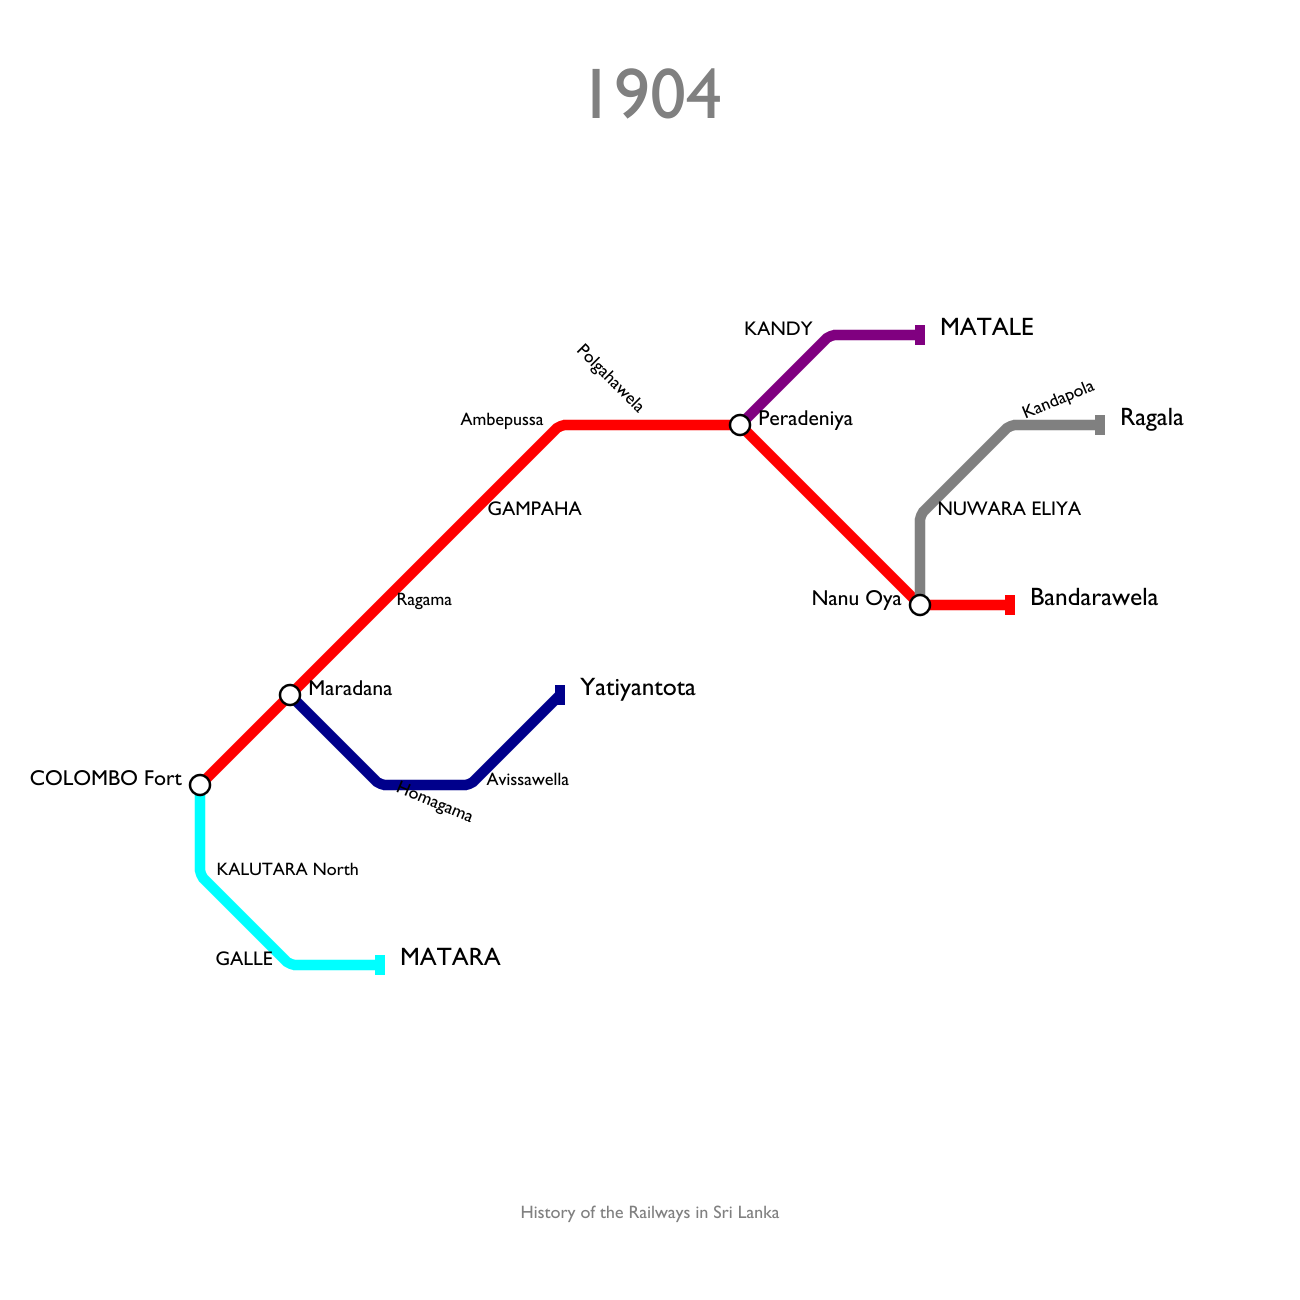 1904
KANDY
MATALE
Polgahawela
Kandapola
Ambepussa
Peradeniya
Ragala
GAMPAHA
NUWARA ELIYA
Ragama
Nanu Oya
Bandarawela
Maradana
Yatiyantota
COLOMBO Fort
Homagama
Avissawella
KALUTARA North
GALLE
MATARA
History of the Railways in Sri Lanka